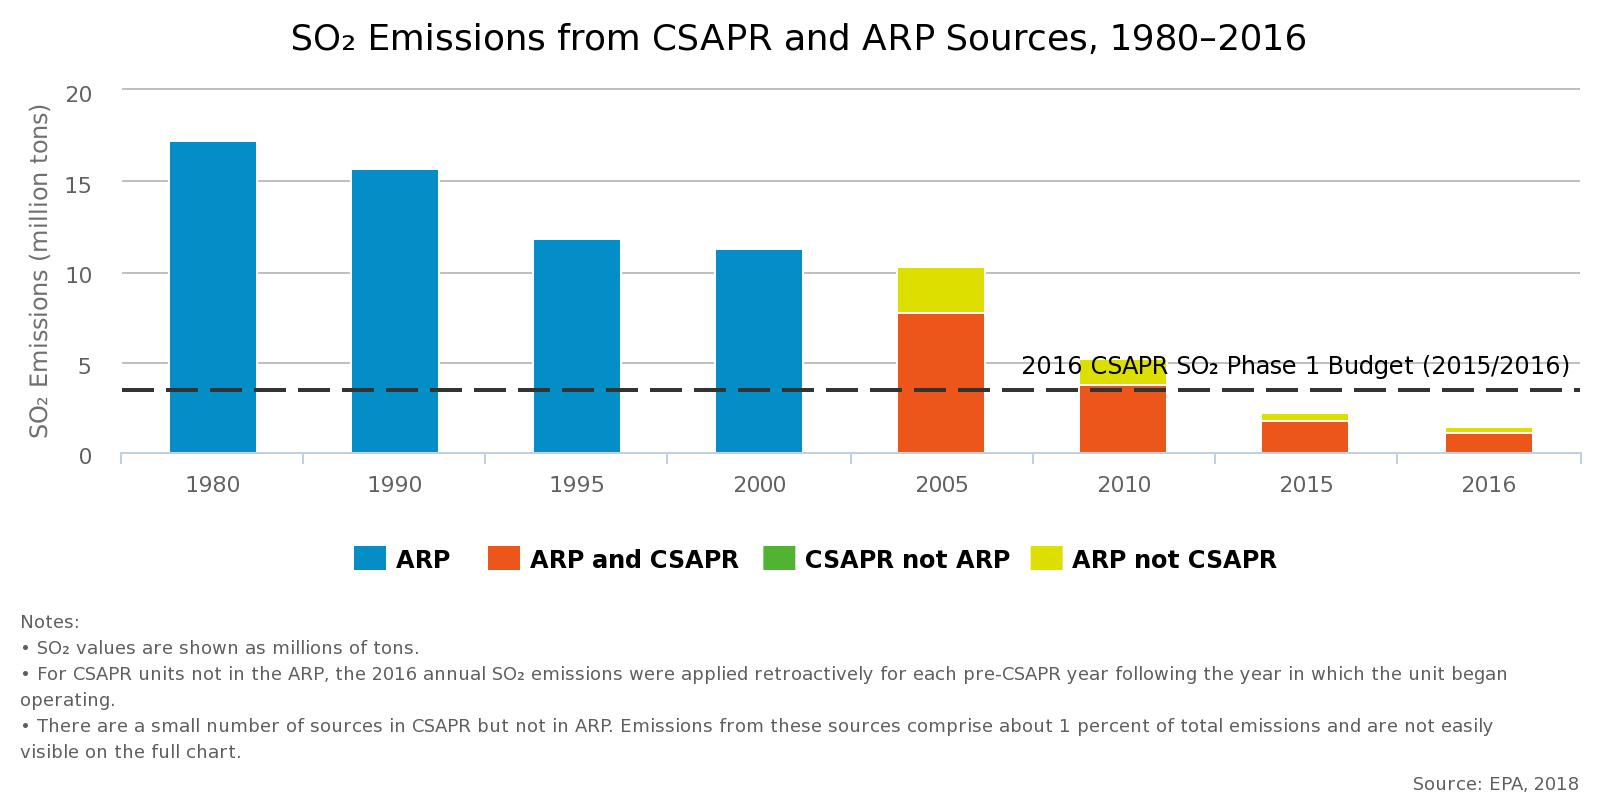 SO₂ Emissions from CSAPR and ARP Sources, 1980–2016
SO₂ Emissions (million tons)
20
15
10
5
0
2016 CSAPR SO₂ Phase 1 Budget (2015/2016)
1980 1990 1995 2000 2005 2010 2015 2016
ARP ARP and CSAPR CSAPR not ARP ARP not CSAPR
Notes:
• SO₂ values are shown as millions of tons.
• For CSAPR units not in the ARP, the 2016 annual SO₂ emissions were applied retroactively for each pre-CSAPR year following the year in which the unit began
operating.
• There are a small number of sources in CSAPR but not in ARP. Emissions from these sources comprise about 1 percent of total emissions and are not easily
visible on the full chart.
Source: EPA, 2018